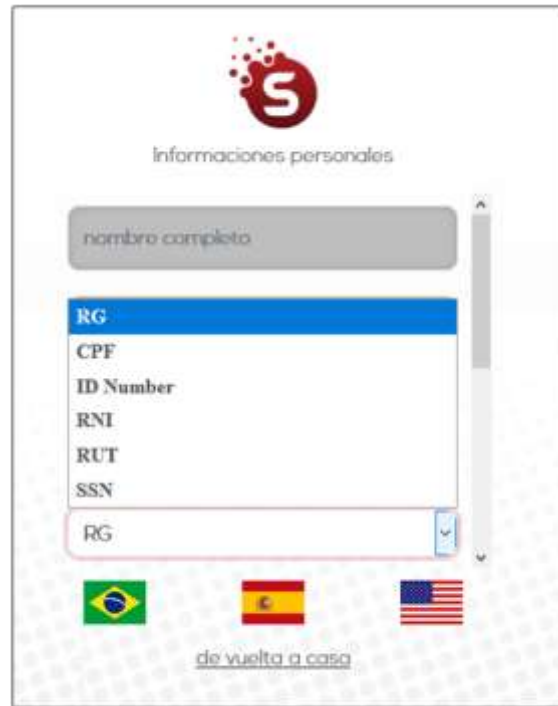 S
Informaciones personales
nombre completo
RG
CPF
ID Number
RNI
RUT
SSN
RG
de vuelta a casa